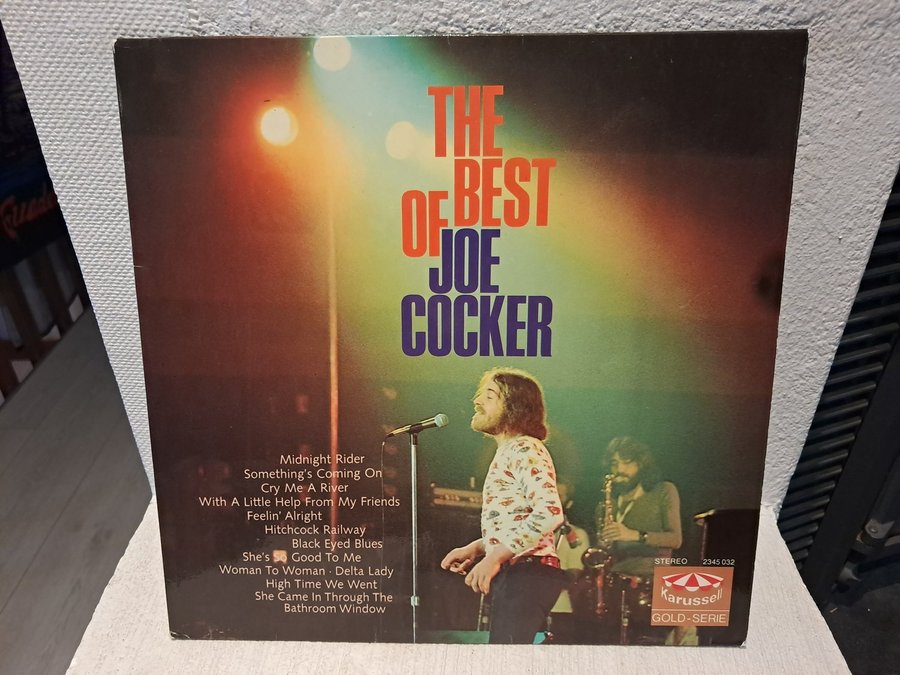 THE
BEST
OF
JOE
COCKER
Midnight Rider
Something's Coming On
Cry Me A River
With A Little Help From My Friends
Feelin' Alright
Hitchcock Railway
Black Eyed Blues
She's So Good To Me
Woman To Woman · Delta Lady
High Time We Went
She Came In Through The
Bathroom Window
STEREO 2345 032
Karussell
GOLD-SERIE